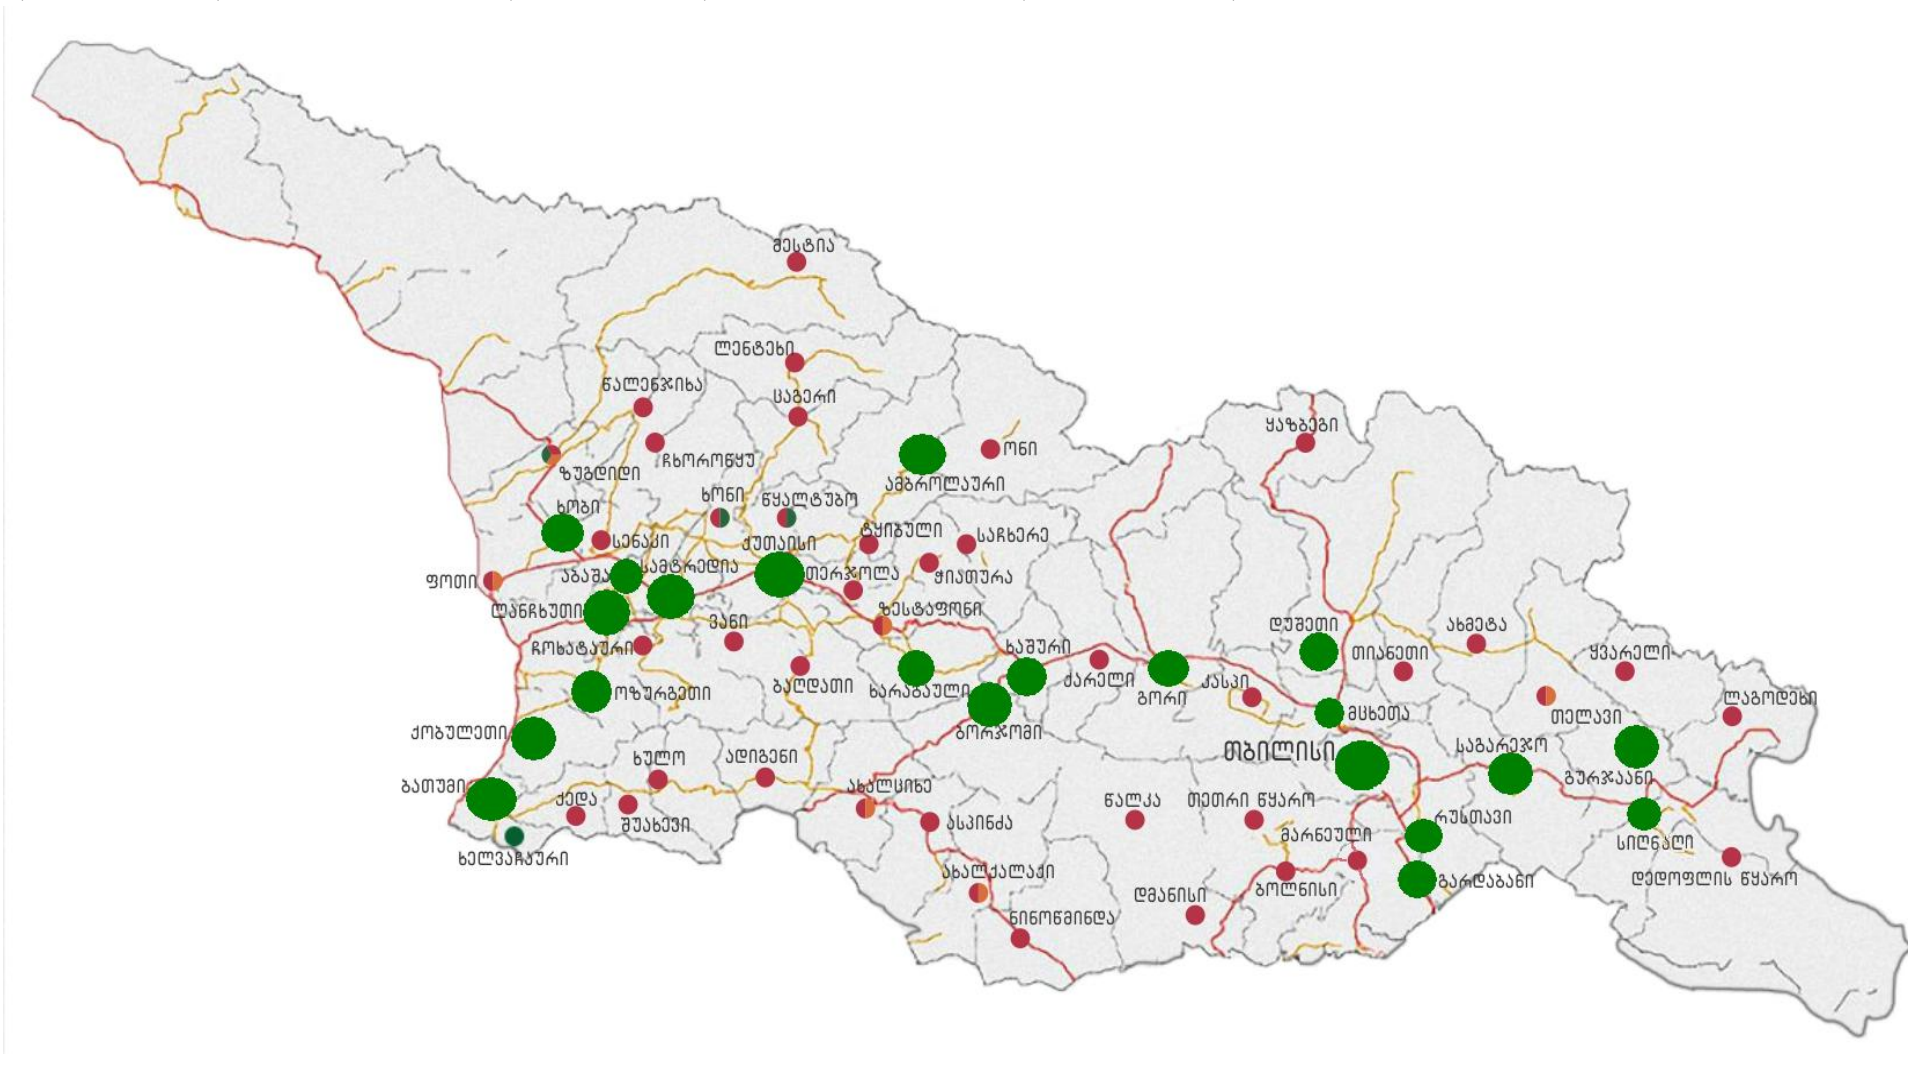 მესტია
ლენტეხი
წალენჯიხა
ცაგერი
ყაზბეგი
ჩხოროწყუ
ონი
ზუგდიდი
ამბროლაური
ხონი
წყალტუბო
ხობი
ტყიბული
საჩხერე
სენაკი
ქუთაისი
აბაშა
სამტრედია
თერჯოლა
ჭიათურა
ფოთი
ლანჩხუთი
ზესტაფონი
ვანი
დუშეთი
ახმეტა
ჩოხატაური
ხაშური
თიანეთი
ყვარელი
ბაღდათი
ხარაგაული
ქარელი
გორი
კასპი
ოზურგეთი
ლაგოდეხი
მცხეთა
თელავი
ქობულეთი
ბორჯომი
თბილისი
საგარეჯო
ხულო
ადიგენი
გურჯაანი
ბათუმი
ახალციხე
ქედა
წალკა
თეთრი წყარო
შუახევი
ასპინძა
მარნეული
რუსთავი
სიღნაღი
ხელვაჩაური
ახალქალაქი
ბოლნისი
გარდაბანი
დედოფლის წყარო
დმანისი
ნინოწმინდა